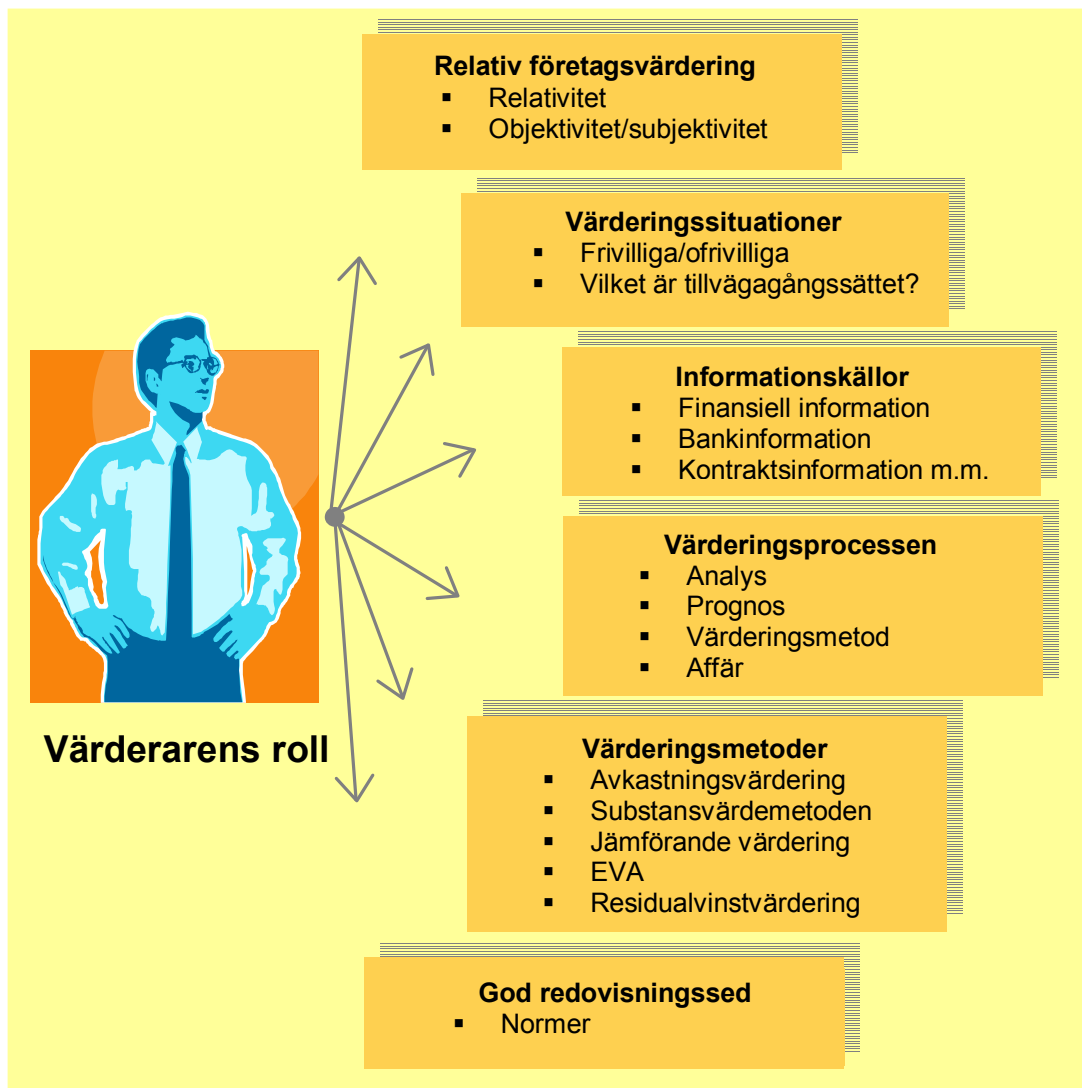 Relativ företagsvärdering
▪ Relativitet
▪ Objektivitet/subjektivitet
Värderingssituationer
▪ Frivilliga/ofrivilliga
▪ Vilket är tillvägagångssättet?
Informationskällor
▪ Finansiell information
▪ Bankinformation
▪ Kontraktsinformation m.m.
Värderingsprocessen
▪ Analys
▪ Prognos
▪ Värderingsmetod
▪ Affär
Värderarens roll
Värderingsmetoder
▪ Avkastningsvärdering
▪ Substansvärdemetoden
▪ Jämförande värdering
▪ EVA
▪ Residualvinstvärdering
God redovisningssed
▪ Normer